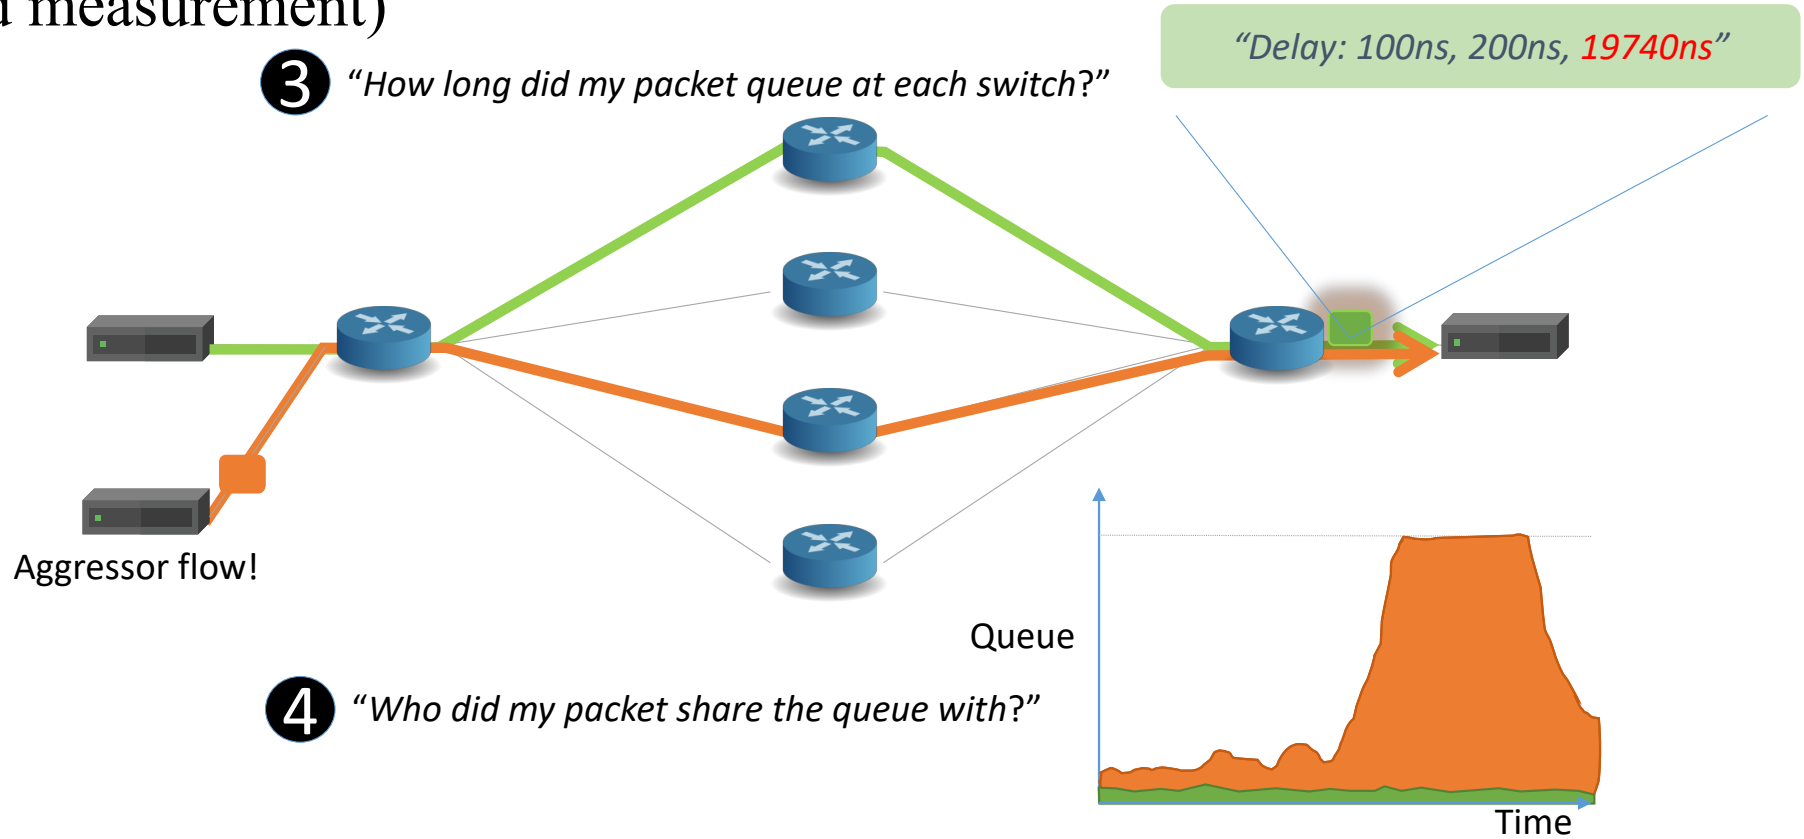 measurement)
“Delay: 100ns, 200ns, 19740ns”
3 “How long did my packet queue at each switch?”
Aggressor flow!
Queue
4 “Who did my packet share the queue with?”
Time